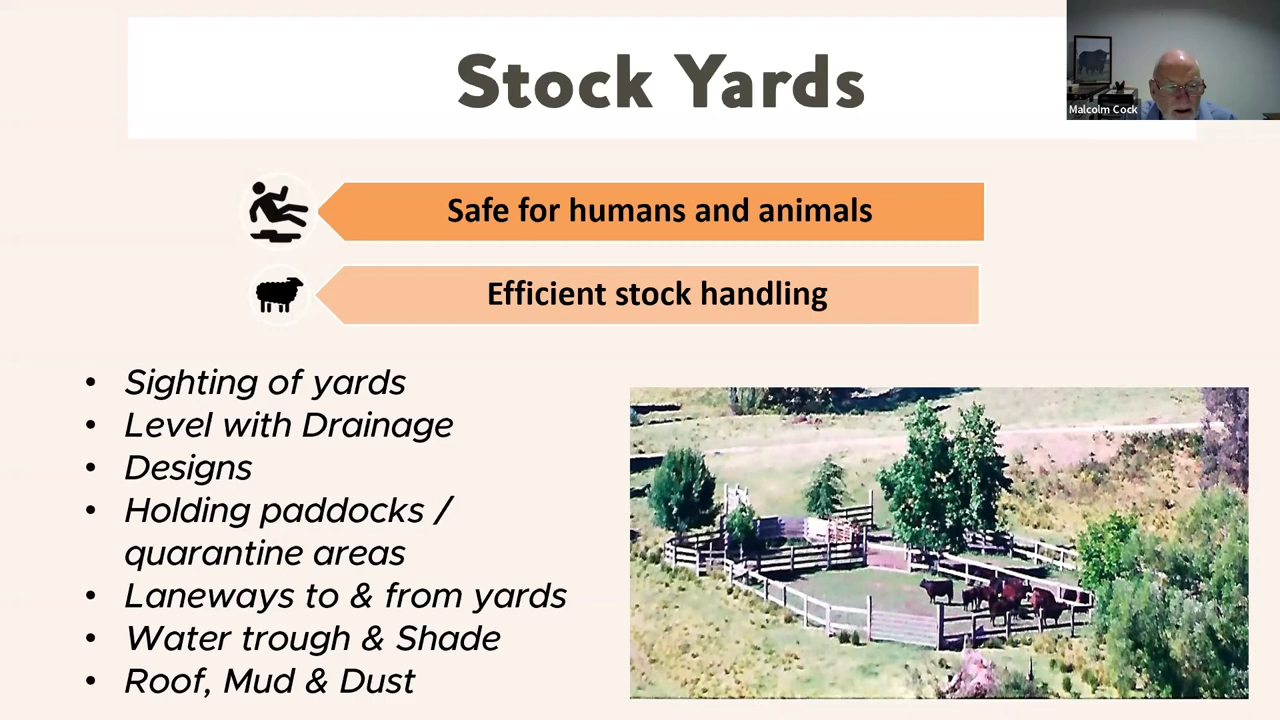 Stock Yards
Malcolm Cock
Safe for humans and animals
Efficient stock handling
• Sighting of yards
• Level with Drainage
• Designs
• Holding paddocks /
quarantine areas
• Laneways to & from yards
• Water trough & Shade
• Roof, Mud & Dust